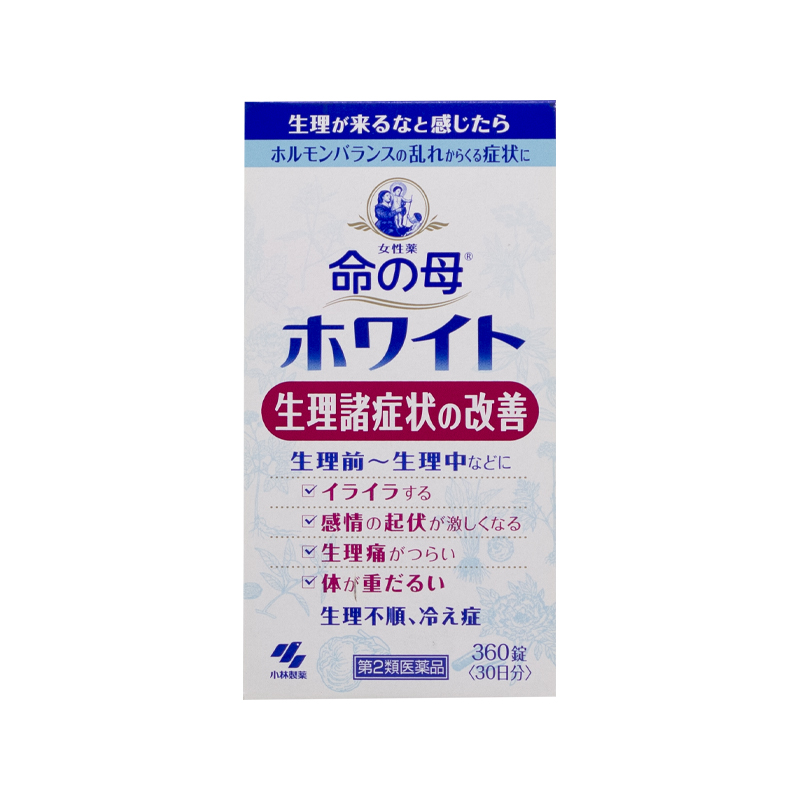 生理が来るなと感じたら
ホルモンバランスの乱れからくる症状に
女性薬
命の母®
ホワイト
生理諸症状の改善
生理前～生理中などに
イライラする
感情の起伏が激しくなる
生理痛がつらい
体が重だるい
生理不順、冷え症
小林製薬
第2類医薬品
360錠
〈30日分〉